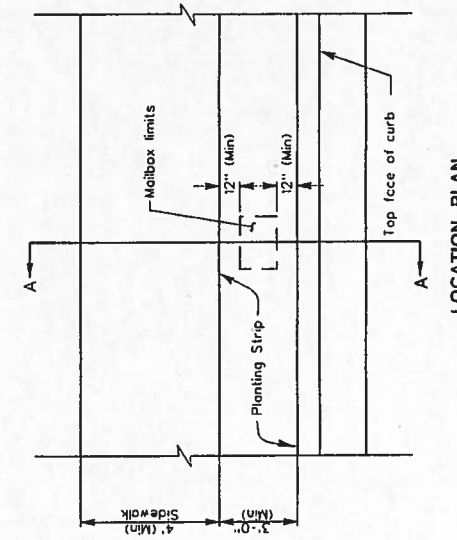 A
Mailbox limits
12" (Min)
12" (Min)
Top face of curb
Planting Strip
A
4' (Min)
Sidewalk
3'-0"
(Min)
LOCATION PLAN